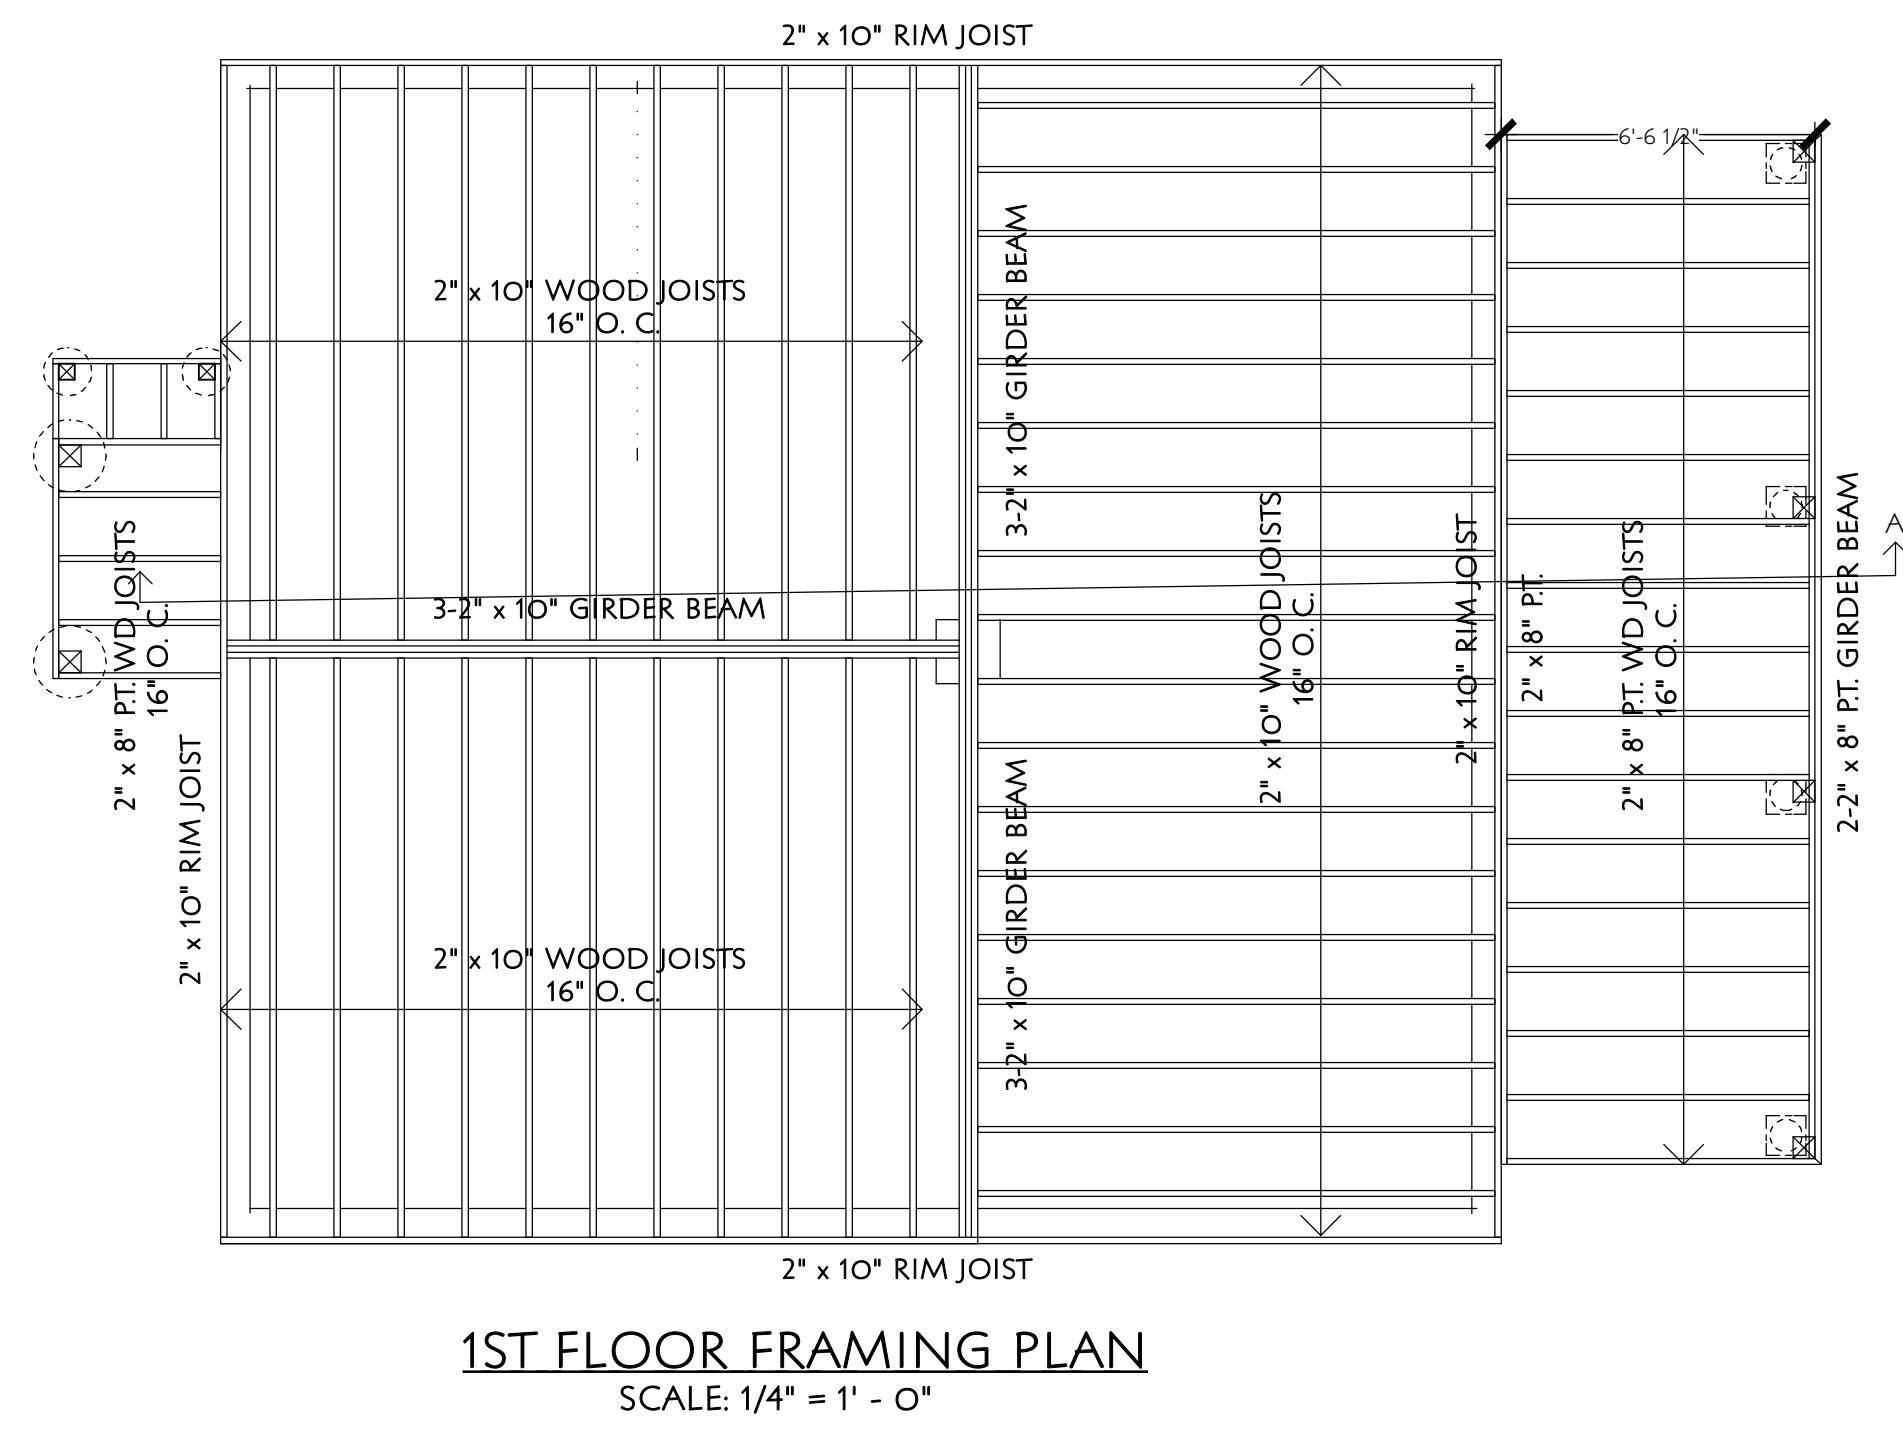 2" x 10" RIM JOIST
6'-6 1/2"
2" x 10" WOOD JOISTS
16" O. C.
3-2" x 10" GIRDER BEAM
3-2" x 10" GIRDER BEAM
2" x 8" P.T. WD JOISTS
16" O. C.
2" x 10" RIM JOIST
2" x 10" WOOD JOISTS
16" O. C.
2" x 10" RIM JOIST
2" x 8" P.T.
2" x 8" P.T. WD JOISTS
16" O. C.
2-2" x 8" P.T. GIRDER BEAM
A
3-2" x 10" GIRDER BEAM
2" x 10" WOOD JOISTS
16" O. C.
2" x 10" RIM JOIST
1ST FLOOR FRAMING PLAN
SCALE: 1/4" = 1' - 0"